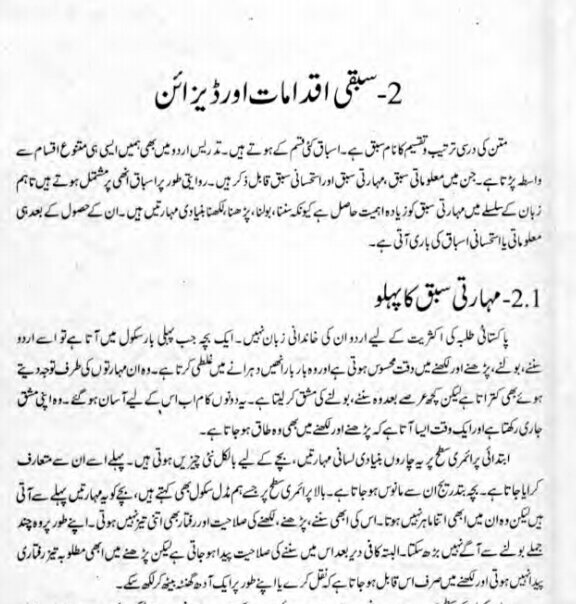 2- سبقی اقدامات اور ڈیزائن
متن کی درسی ترتیب و تقسیم کا نام سبق ہے۔ اسباق کئی قسم کے ہوتے ہیں۔ تدریس اردو میں بھی ہمیں ایسی ہی متنوع اقسام سے
واسطہ پڑتا ہے۔ جن میں معلوماتی سبق، مہارتی سبق اور استحسانی سبق قابل ذکر ہیں۔ روایتی طور پر اسباق انھی پر مشتمل ہوتے ہیں تاہم
زبان کے سلسلے میں مہارتی سبق کو زیادہ اہمیت حاصل ہے کیونکہ سننا، بولنا، پڑھنا، لکھنا بنیادی مہارتیں ہیں۔ ان کے حصول کے بعد ہی
معلوماتی یا استحسانی اسباق کی باری آتی ہے۔
2.1- مہارتی سبق کا پہلو
پاکستانی طلبہ کی اکثریت کے لیے اردو ان کی خاندانی زبان نہیں۔ ایک بچہ جب پہلی بار سکول میں آتا ہے تو اسے اردو
سننے، بولنے، پڑھنے اور لکھنے میں دقت محسوس ہوتی ہے اور وہ بار بار انھیں دہرانے میں غلطی کرتا ہے۔ وہ ان مہارتوں کی طرف توجہ دیتے
ہوئے بھی کتراتا ہے لیکن کچھ عرصے بعد وہ سننے، بولنے کی مشق کر لیتا ہے۔ یہ دونوں کام اب اس کے لیے آسان ہو گئے۔ وہ اپنی مشق
جاری رکھتا ہے اور ایک وقت ایسا آتا ہے کہ پڑھنے اور لکھنے میں بھی وہ طاق ہو جاتا ہے۔
ابتدائی پرائمری سطح پر یہ چاروں بنیادی لسانی مہارتیں، بچے کے لیے بالکل نئی چیزیں ہوتی ہیں۔ پہلے اسے ان سے متعارف
کرایا جاتا ہے۔ بچہ بتدریج ان سے مانوس ہو جاتا ہے۔ بالا پرائمری سطح پر جسے ہم مڈل سکول بھی کہتے ہیں، بچے کو یہ مہارتیں پہلے سے آتی
ہیں لیکن وہ ان میں ابھی اتنا ماہر نہیں ہوتا۔ اس کی ابھی سننے، پڑھنے، لکھنے کی صلاحیت اور رفتار بھی اتنی تیز نہیں ہوتی۔ اپنے طور پر وہ چند
جملے بولنے سے آگے نہیں بڑھ سکتا۔ البتہ کافی دیر بعد اس میں سننے کی صلاحیت پیدا ہو جاتی ہے لیکن پڑھنے میں ابھی مطلوبہ تیز رفتاری
پیدا نہیں ہوتی اور لکھنے میں صرف اس قابل ہو جاتا ہے کہ نقل کرے یا اپنے طور پر ایک آدھ گھنٹہ بیٹھ کر لکھ سکے۔